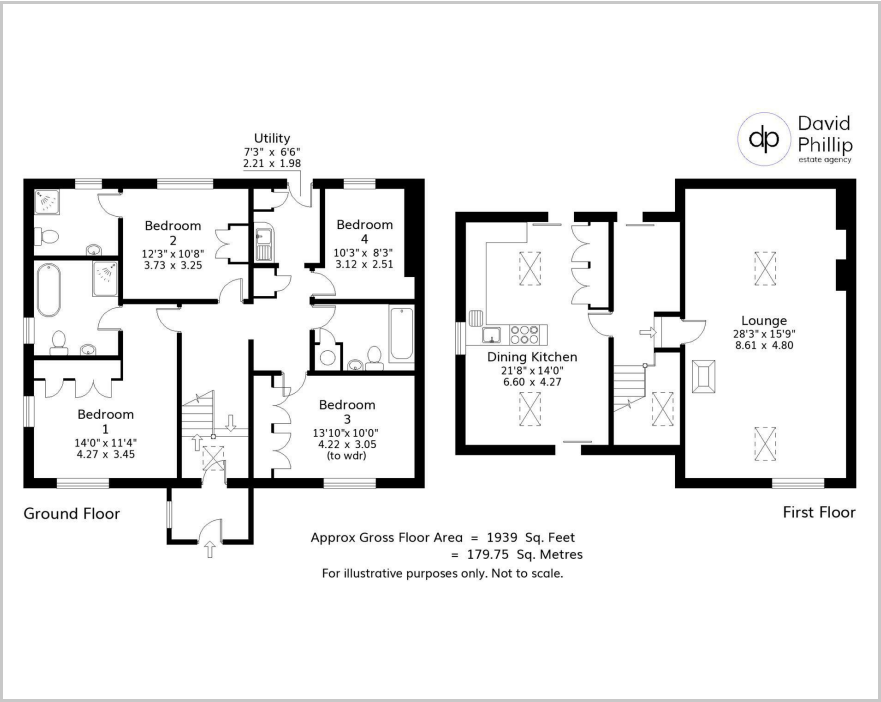 dp
David
Phillip
estate agency
Utility
7'3" x 6'6"
2.21 x 1.98
Bedroom
2
12'3" x 10'8"
3.73 x 3.25
Bedroom
4
10'3" x 8'3"
3.12 x 2.51
Bedroom
1
14'0" x 11'4"
4.27 x 3.45
Bedroom
3
13'10"x 10'0"
4.22 x 3.05
(to wdr)
Ground Floor
Dining Kitchen
21'8" x 14'0"
6.60 x 4.27
Lounge
28'3" x 15'9"
8.61 x 4.80
First Floor
Approx Gross Floor Area = 1939 Sq. Feet
= 179.75 Sq. Metres
For illustrative purposes only. Not to scale.